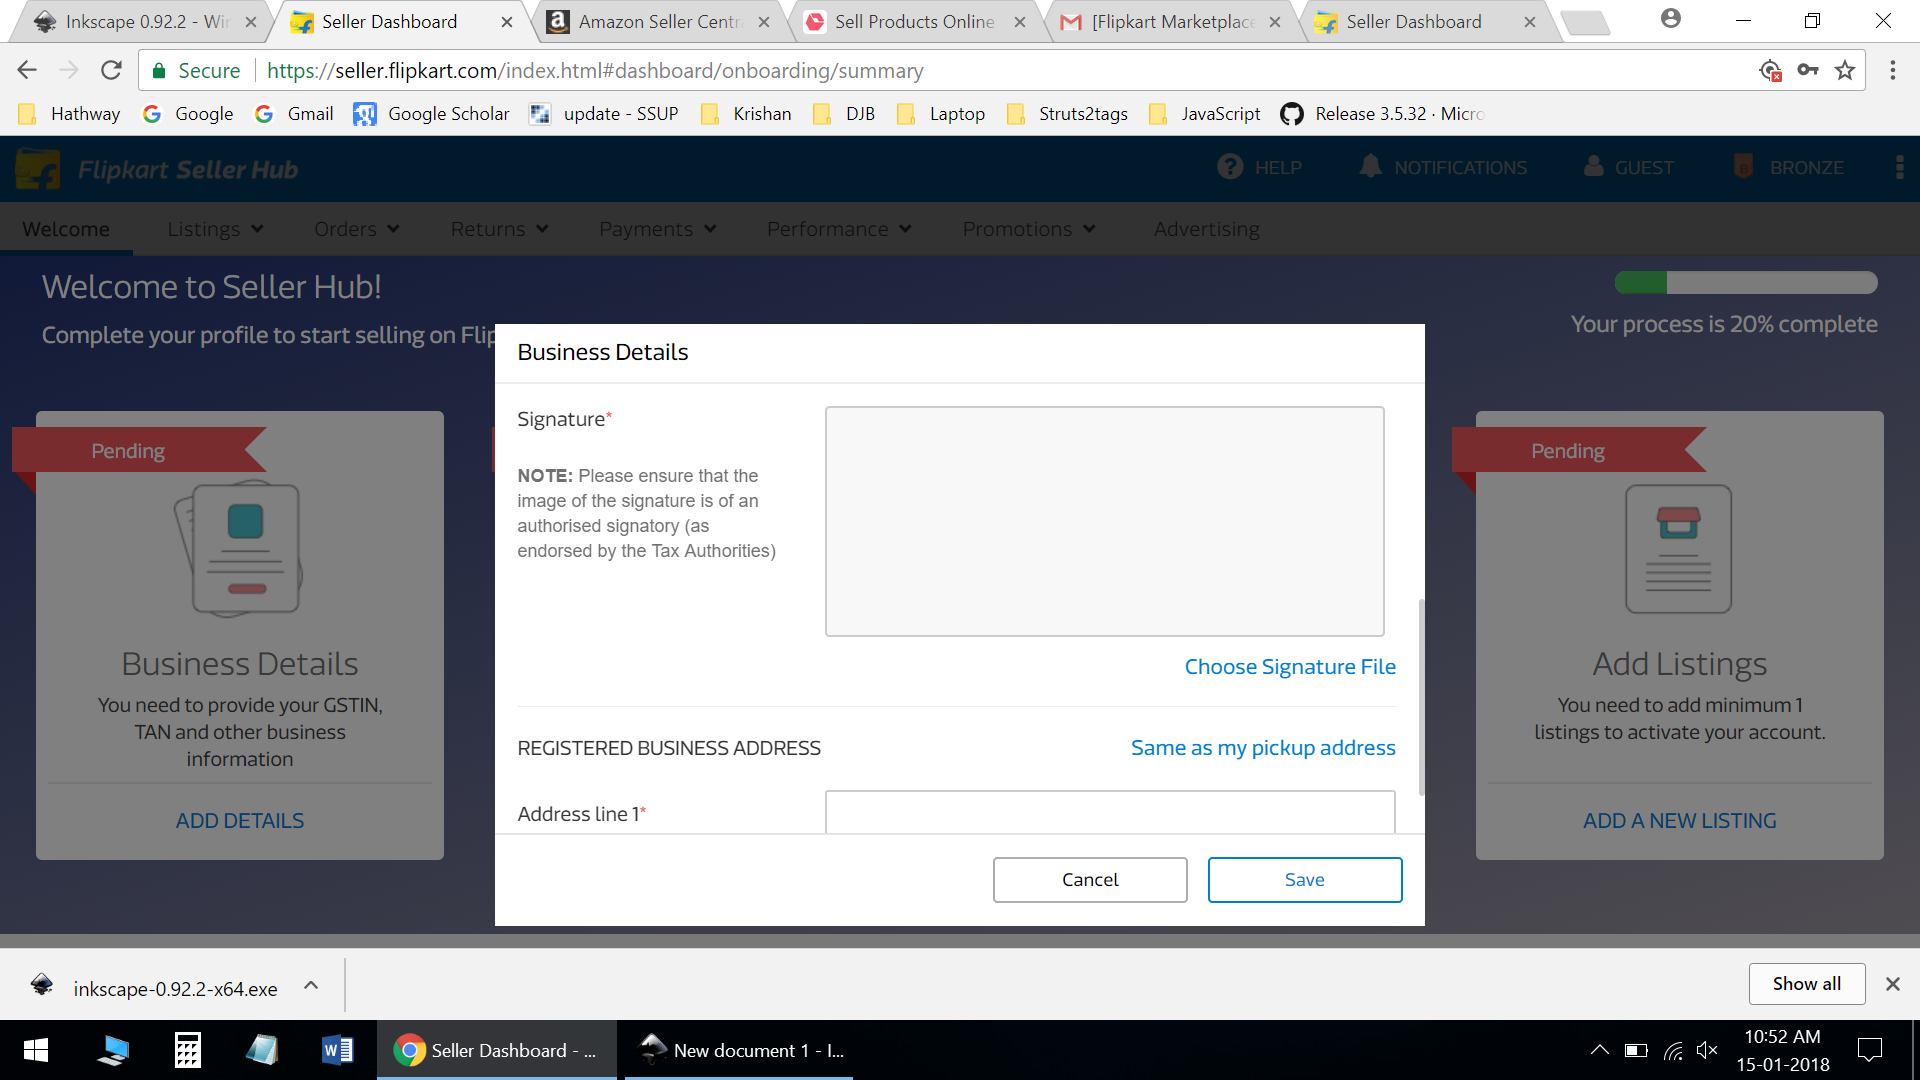 Inkscape 0.92.2 - Wi
Seller Dashboard
Amazon Seller Centr
Sell Products Online
[Flipkart Marketplace
Seller Dashboard
Secure
https://seller.flipkart.com/index.html#dashboard/onboarding/summary
Hathway
Google
Gmail
Google Scholar
update - SSUP
Krishan
DJB
Laptop
Struts2tags
JavaScript
Release 3.5.32 · Micro
Flipkart Seller Hub
HELP
NOTIFICATIONS
GUEST
BRONZE
Welcome
Listings
Orders
Returns
Payments
Performance
Promotions
Advertising
Welcome to Seller Hub!
Complete your profile to start selling on Flip
Your process is 20% complete
Pending
Business Details
You need to provide your GSTIN,
TAN and other business
information
ADD DETAILS
Business Details
Signature*
NOTE: Please ensure that the
image of the signature is of an
authorised signatory (as
endorsed by the Tax Authorities)
Choose Signature File
REGISTERED BUSINESS ADDRESS
Same as my pickup address
Address line 1*
Cancel
Save
Pending
Add Listings
You need to add minimum 1
listings to activate your account.
ADD A NEW LISTING
inkscape-0.92.2-x64.exe
Show all
Seller Dashboard - ...
New document 1 - I...
10:52 AM
15-01-2018